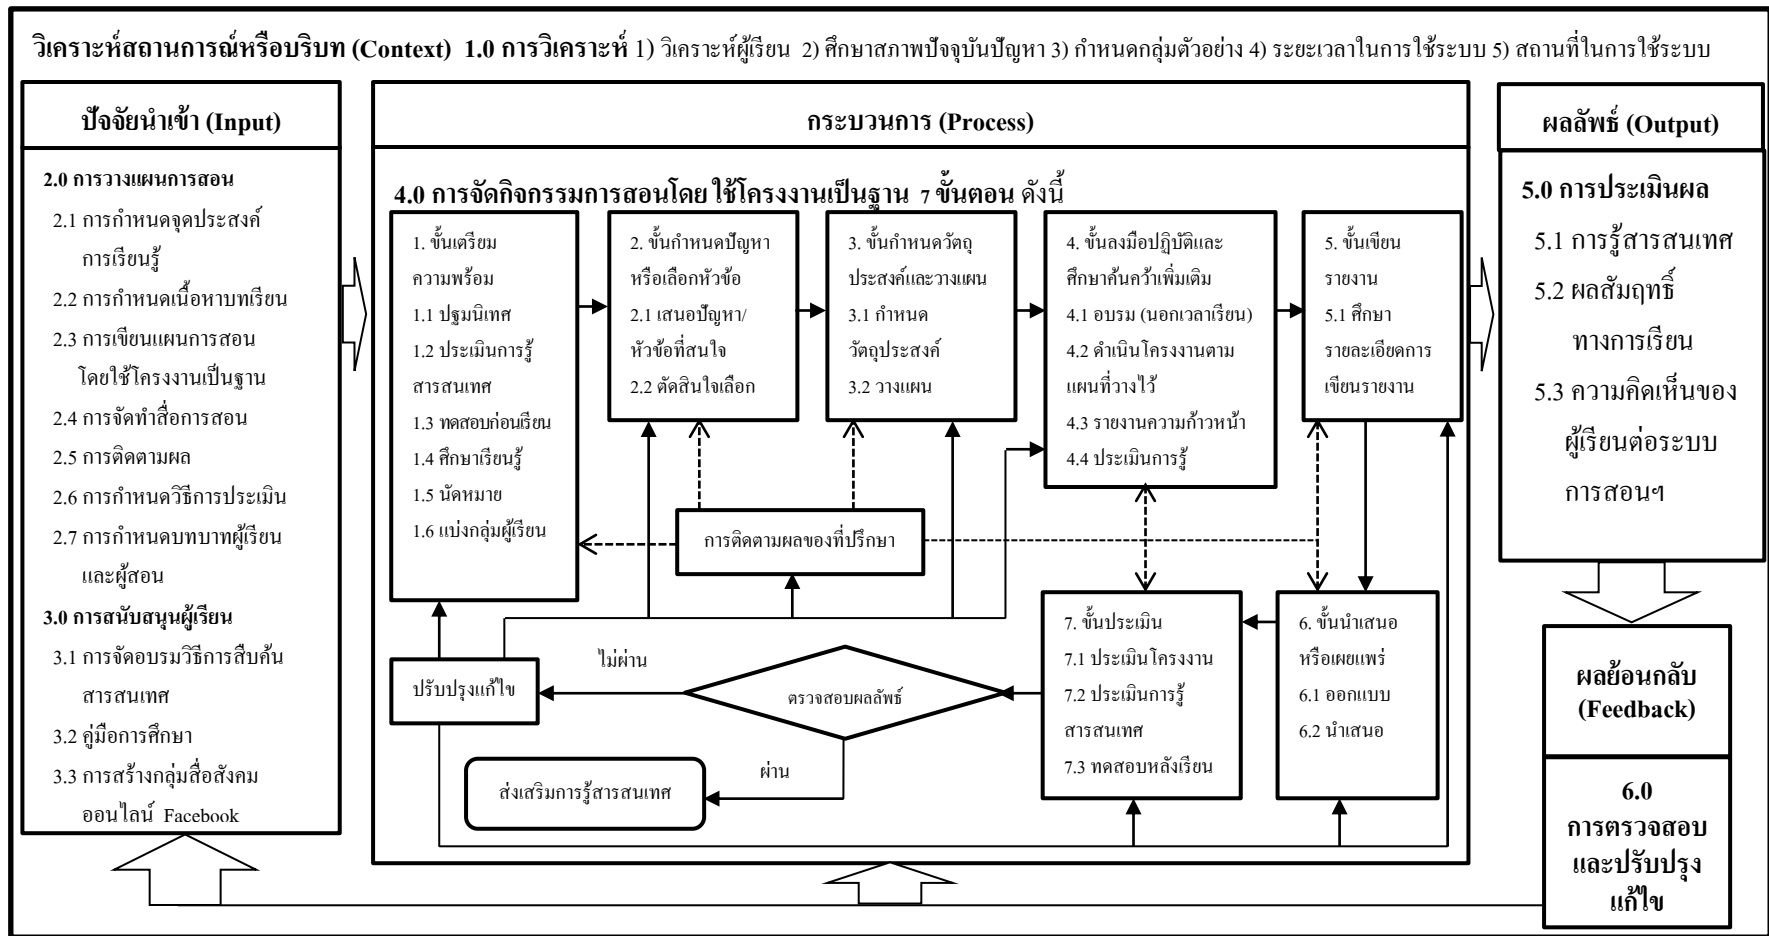 วิเคราะห์สถานการณ์หรือบริบท (Context) 1.0 การวิเคราะห์ 1) วิเคราะห์ผู้เรียน 2) ศึกษาสภาพปัจจุบันปัญหา 3) กำหนดกลุ่มตัวอย่าง 4) ระยะเวลาในการใช้ระบบ 5) สถานที่ในการใช้ระบบ
ปัจจัยนำเข้า (Input)
2.0 การวางแผนการสอน
2.1 การกำหนดจุดประสงค์
การเรียนรู้
2.2 การกำหนดเนื้อหาบทเรียน
2.3 การเขียนแผนการสอน
โดยใช้โครงงานเป็นฐาน
2.4 การจัดทำสื่อการสอน
2.5 การติดตามผล
2.6 การกำหนดวิธีการประเมิน
2.7 การกำหนดบทบาทผู้เรียน
และผู้สอน
3.0 การสนับสนุนผู้เรียน
3.1 การจัดอบรมวิธีการสืบค้น
สารสนเทศ
3.2 คู่มือการศึกษา
3.3 การสร้างกลุ่มสื่อสังคม
ออนไลน์ Facebook
กระบวนการ (Process)
4.0 การจัดกิจกรรมการสอนโดย ใช้โครงงานเป็นฐาน 7 ขั้นตอน ดังนี้
1. ขั้นเตรียม
ความพร้อม
1.1 ปฐมนิเทศ
1.2 ประเมินการรู้
สารสนเทศ
1.3 ทดสอบก่อนเรียน
1.4 ศึกษาเรียนรู้
1.5 นัดหมาย
1.6 แบ่งกลุ่มผู้เรียน
2. ขั้นกำหนดปัญหา
หรือเลือกหัวข้อ
2.1 เสนอปัญหา/
หัวข้อที่สนใจ
2.2 ตัดสินใจเลือก
3. ขั้นกำหนดวัตถุ
ประสงค์และวางแผน
3.1 กำหนด
วัตถุประสงค์
3.2 วางแผน
4. ขั้นลงมือปฏิบัติและ
ศึกษาค้นคว้าเพิ่มเติม
4.1 อบรม (นอกเวลาเรียน)
4.2 ดำเนินโครงงานตาม
แผนที่วางไว้
4.3 รายงานความก้าวหน้า
4.4 ประเมินการรู้
5. ขั้นเขียน
รายงาน
5.1 ศึกษา
รายละเอียดการ
เขียนรายงาน
การติดตามผลของที่ปรึกษา
7. ขั้นประเมิน
7.1 ประเมินโครงงาน
7.2 ประเมินการรู้
สารสนเทศ
7.3 ทดสอบหลังเรียน
6. ขั้นนำเสนอ
หรือเผยแพร่
6.1 ออกแบบ
6.2 นำเสนอ
ปรับปรุงแก้ไข
ไม่ผ่าน
ตรวจสอบผลลัพธ์
ผ่าน
ส่งเสริมการรู้สารสนเทศ
ผลลัพธ์ (Output)
5.0 การประเมินผล
5.1 การรู้สารสนเทศ
5.2 ผลสัมฤทธิ์
ทางการเรียน
5.3 ความคิดเห็นของ
ผู้เรียนต่อระบบ
การสอนฯ
ผลย้อนกลับ
(Feedback)
6.0
การตรวจสอบ
และปรับปรุง
แก้ไข